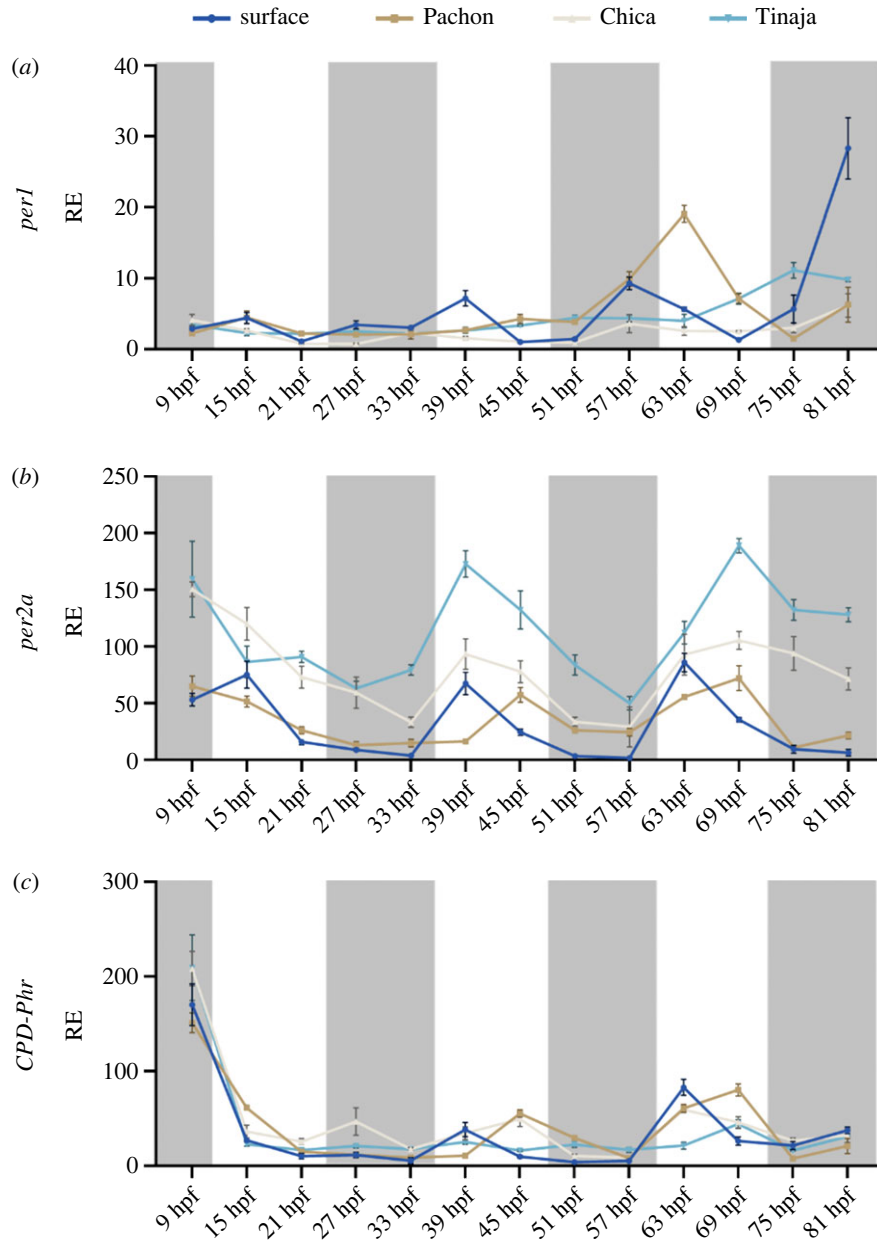 surface Pachon Chica Tinaja
(a)
per1
RE
40
30
20
10
0
9 hpf 15 hpf 21 hpf 27 hpf 33 hpf 39 hpf 45 hpf 51 hpf 57 hpf 63 hpf 69 hpf 75 hpf 81 hpf
(b)
per2a
RE
250
200
150
100
50
0
9 hpf 15 hpf 21 hpf 27 hpf 33 hpf 39 hpf 45 hpf 51 hpf 57 hpf 63 hpf 69 hpf 75 hpf 81 hpf
(c)
CPD-Phr
RE
300
200
100
0
9 hpf 15 hpf 21 hpf 27 hpf 33 hpf 39 hpf 45 hpf 51 hpf 57 hpf 63 hpf 69 hpf 75 hpf 81 hpf